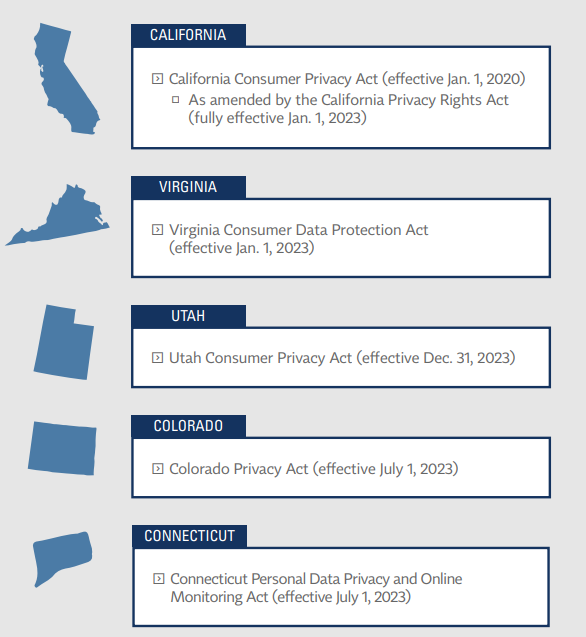 CALIFORNIA
California Consumer Privacy Act (effective Jan. 1, 2020)
As amended by the California Privacy Rights Act
(fully effective Jan. 1, 2023)
VIRGINIA
Virginia Consumer Data Protection Act
(effective Jan. 1, 2023)
UTAH
Utah Consumer Privacy Act (effective Dec. 31, 2023)
COLORADO
Colorado Privacy Act (effective July 1, 2023)
CONNECTICUT
Connecticut Personal Data Privacy and Online
Monitoring Act (effective July 1, 2023)